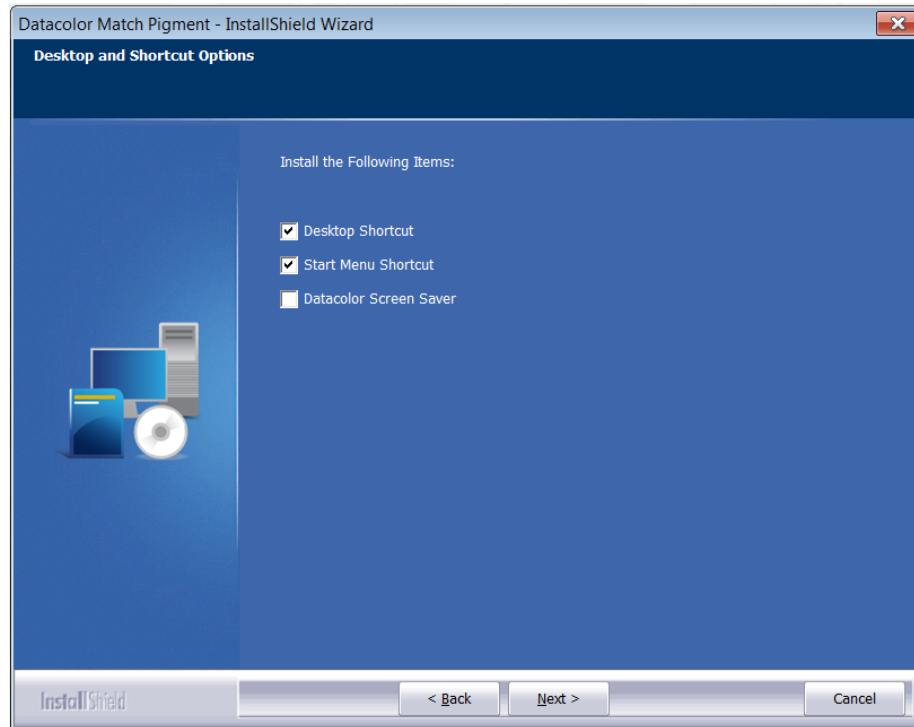 Datacolor Match Pigment - InstallShield Wizard
Desktop and Shortcut Options
Install the Following Items:
Desktop Shortcut
Start Menu Shortcut
Datacolor Screen Saver
InstallShield
< Back Next > Cancel